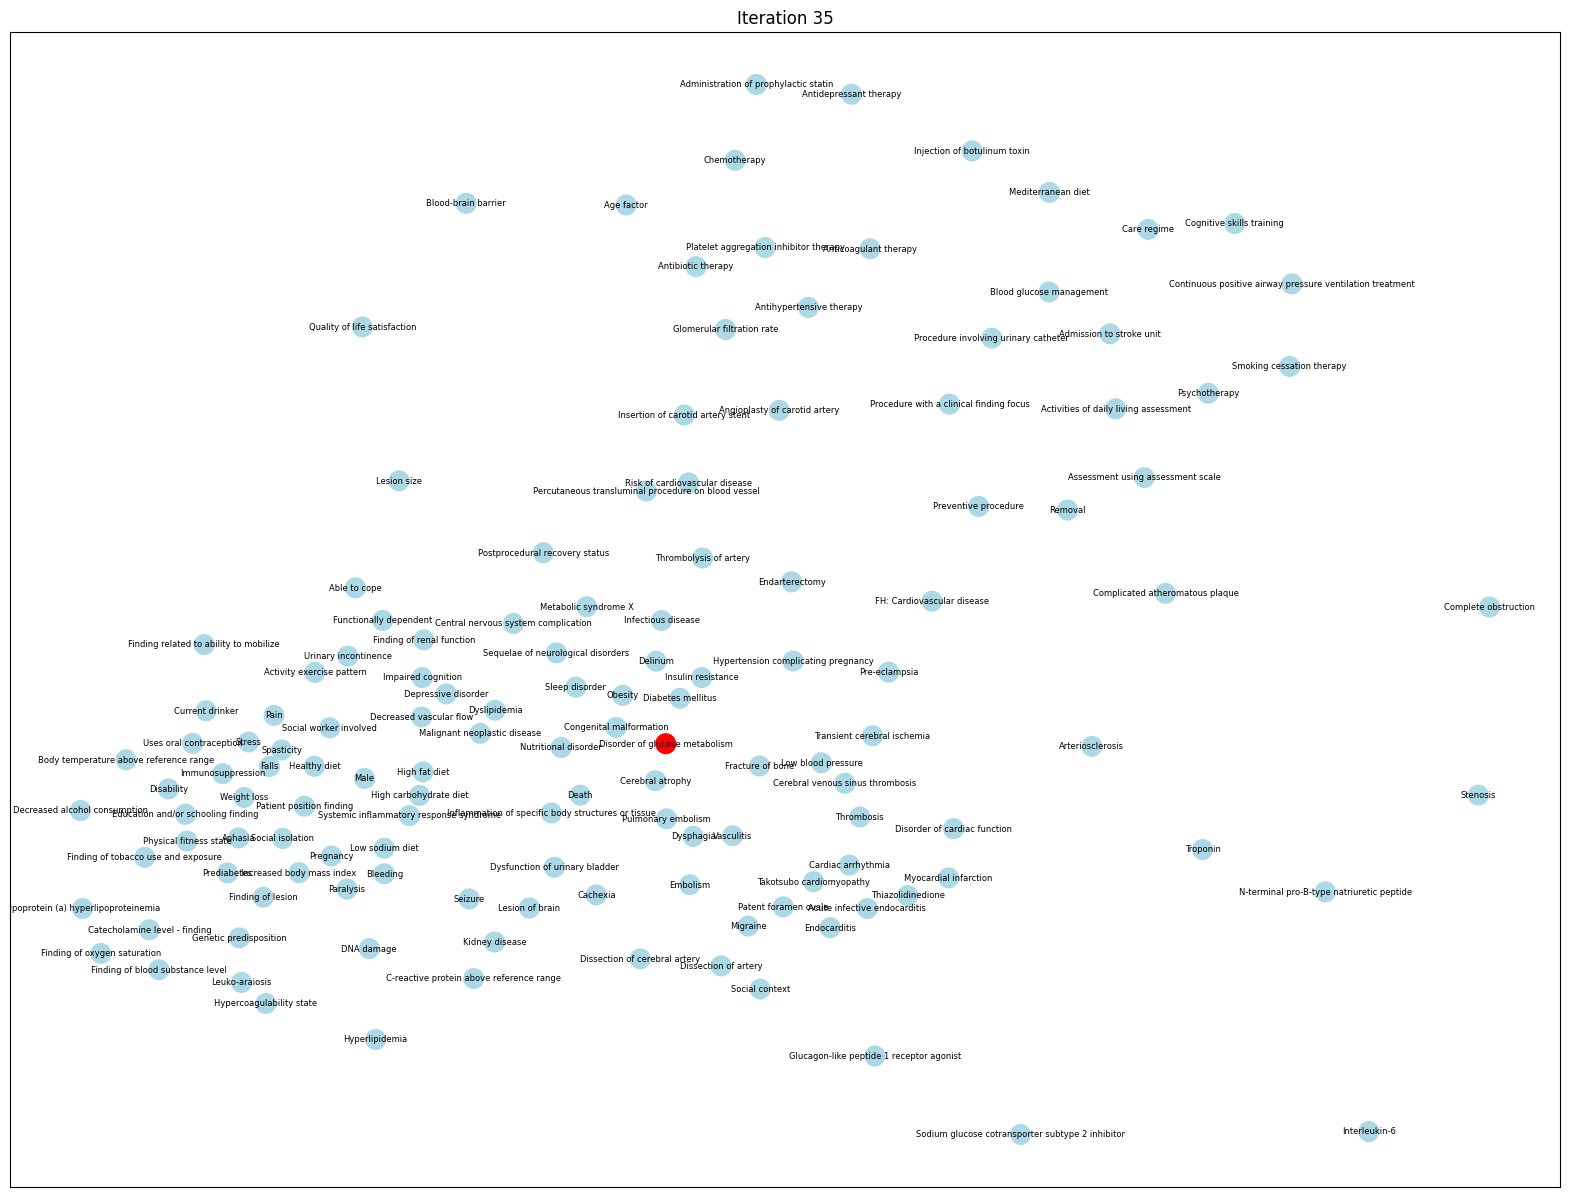 Iteration 35
Administration of prophylactic statin
Antidepressant therapy
Injection of botulinum toxin
Chemotherapy
Mediterranean diet
Blood-brain barrier
Age factor
Cognitive skills training
Care regime
Platelet aggregation inhibitor therapy
Anticoagulant therapy
Antibiotic therapy
Continuous positive airway pressure ventilation treatment
Blood glucose management
Antihypertensive therapy
Quality of life satisfaction
Glomerular filtration rate
Procedure involving urinary catheter
Admission to stroke unit
Smoking cessation therapy
Psychotherapy
Procedure with a clinical finding focus
Activities of daily living assessment
Insertion of carotid artery stent
Angioplasty of carotid artery
Lesion size
Risk of cardiovascular disease
Percutaneous transluminal procedure on blood vessel
Assessment using assessment scale
Preventive procedure
Removal
Postprocedural recovery status
Thrombolysis of artery
Endarterectomy
Able to cope
Complicated atheromatous plaque
FH: Cardiovascular disease
Complete obstruction
Metabolic syndrome X
Functionally dependent
Central nervous system complication
Infectious disease
Finding related to ability to mobilize
Finding of renal function
Urinary incontinence
Sequelae of neurological disorders
Delirium
Hypertension complicating pregnancy
Activity exercise pattern
Impaired cognition
Insulin resistance
Pre-eclampsia
Sleep disorder
Depressive disorder
Obesity
Diabetes mellitus
Current drinker
Pain
Decreased vascular flow
Dyslipidemia
Social worker involved
Malignant neoplastic disease
Congenital malformation
Transient cerebral ischemia
Uses oral contraception
Stress
Spasticity
Nutritional disorder
Disorder of glucose metabolism
Arteriosclerosis
Body temperature above reference range
Immunosuppression
Falls
Healthy diet
High fat diet
Fracture of bone
Low blood pressure
Male
Cerebral atrophy
Cerebral venous sinus thrombosis
Disability
Weight loss
High carbohydrate diet
Death
Stenosis
Decreased alcohol consumption
Education and/or schooling finding
Patient position finding
Systemic inflammatory response syndrome
Inflammation of specific body structures or tissue
Pulmonary embolism
Thrombosis
Physical fitness state
Aphasia
Social isolation
Dysphagia
Vasculitis
Disorder of cardiac function
Finding of tobacco use and exposure
Pregnancy
Low sodium diet
Troponin
Prediabetes
Increased body mass index
Bleeding
Dysfunction of urinary bladder
Cardiac arrhythmia
Finding of lesion
Paralysis
Seizure
Cachexia
Embolism
Takotsubo cardiomyopathy
Myocardial infarction
Thiazolidinedione
N-terminal pro-B-type natriuretic peptide
poprotein (a) hyperlipoproteinemia
Lesion of brain
Patent foramen ovale
Acute infective endocarditis
Catecholamine level - finding
Genetic predisposition
Migraine
Endocarditis
Finding of oxygen saturation
DNA damage
Kidney disease
Dissection of cerebral artery
Dissection of artery
Finding of blood substance level
Leuko-araiosis
C-reactive protein above reference range
Social context
Hypercoagulability state
Hyperlipidemia
Glucagon-like peptide 1 receptor agonist
Sodium glucose cotransporter subtype 2 inhibitor
Interleukin-6